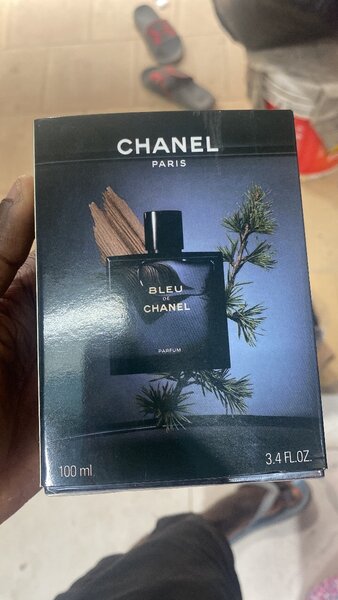 CHANEL
PARIS
BLEU
DE
CHANEL
PARFUM
100 ml
3.4 FL.OZ.